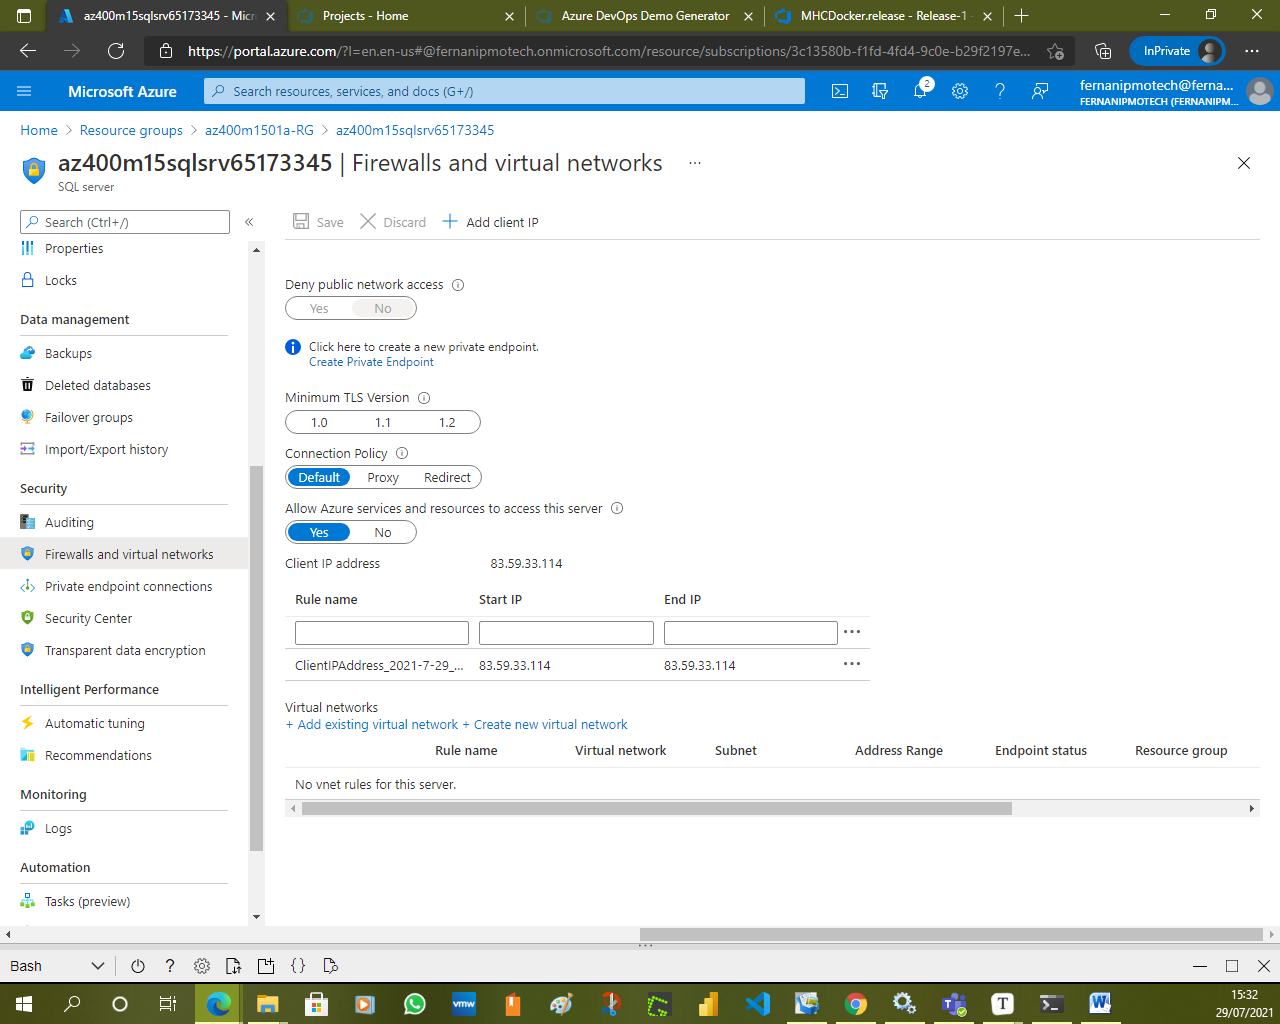 az400m15sqlsrv65173345 - Micr
Projects - Home
Azure DevOps Demo Generator
MHCDocker.release - Release-1 -
https://portal.azure.com/?l=en.en-us#@fernanipmotech.onmicrosoft.com/resource/subscriptions/3c13580b-f1fd-4fd4-9c0e-b29f2197e...
InPrivate
Microsoft Azure
Search resources, services, and docs (G+/)
2
fernanipmotech@ferna...
FERNANIPMOTECH (FERNANIPM...
Home > Resource groups > az400m1501a-RG > az400m15sqlsrv65173345
az400m15sqlsrv65173345 | Firewalls and virtual networks ...
SQL server
Search (Ctrl+/)
«
Save
Discard
Add client IP
Properties
Locks
Data management
Backups
Deleted databases
Failover groups
Import/Export history
Security
Auditing
Firewalls and virtual networks
Private endpoint connections
Security Center
Transparent data encryption
Intelligent Performance
Automatic tuning
Recommendations
Monitoring
Logs
Automation
Tasks (preview)
Deny public network access
Yes No
Click here to create a new private endpoint.
Create Private Endpoint
Minimum TLS Version
1.0 1.1 1.2
Connection Policy
Default Proxy Redirect
Allow Azure services and resources to access this server
Yes No
Client IP address 83.59.33.114
Rule name Start IP End IP
ClientIPAddress_2021-7-29_... 83.59.33.114 83.59.33.114
Virtual networks
+ Add existing virtual network + Create new virtual network
Rule name Virtual network Subnet Address Range Endpoint status Resource group
No vnet rules for this server.
Bash
15:32
29/07/2021